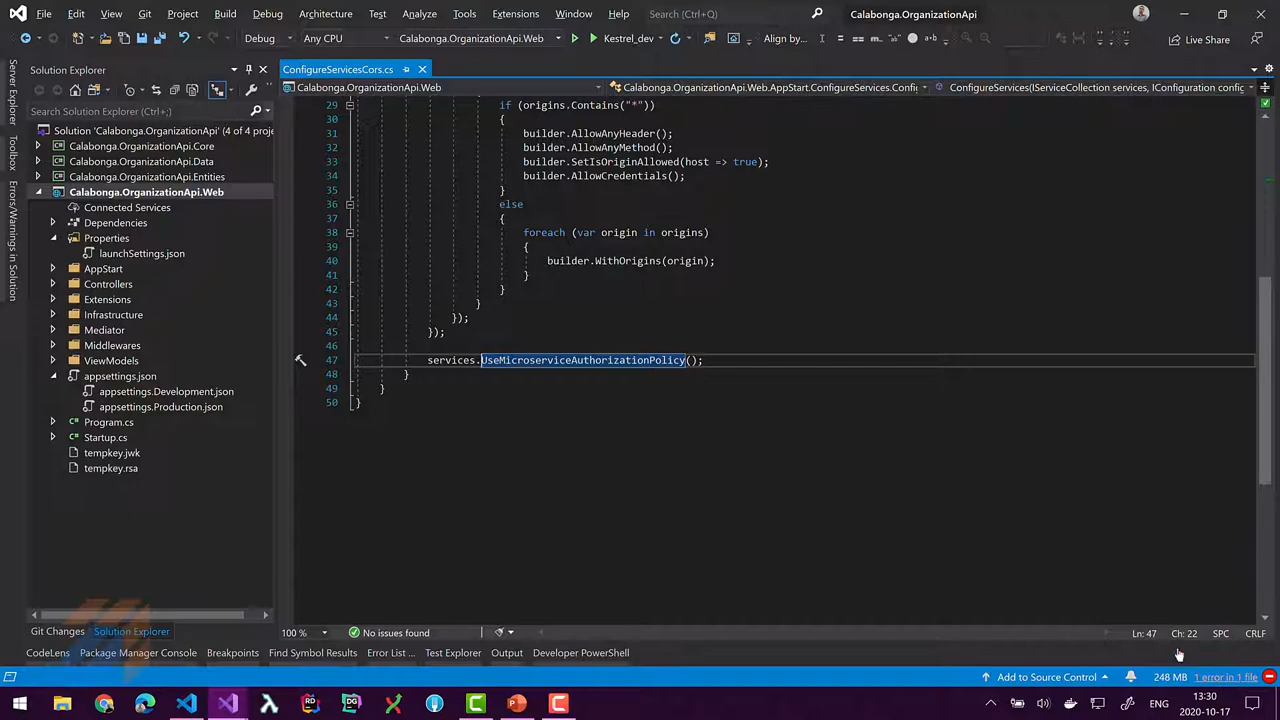 File Edit View Git Project Build Debug Architecture Test Analyze Tools Extensions Window Help Search (Ctrl+Q) Calabonga.OrganizationApi
Debug Any CPU Calabonga.OrganizationApi.Web Kestrel_dev Align by... Live Share
Server Explorer
Toolbox
Errors/Warnings in Solution
Solution Explorer
Search Solution Explorer (Ctrl+;)
Solution 'Calabonga.OrganizationApi' (4 of 4 proje
Calabonga.OrganizationApi.Core
Calabonga.OrganizationApi.Data
Calabonga.OrganizationApi.Entities
Calabonga.OrganizationApi.Web
Connected Services
Dependencies
Properties
launchSettings.json
AppStart
Controllers
Extensions
Infrastructure
Mediator
Middlewares
ViewModels
appsettings.json
appsettings.Development.json
appsettings.Production.json
Program.cs
Startup.cs
tempkey.jwk
tempkey.rsa
Git Changes Solution Explorer
ConfigureServicesCors.cs
Calabonga.OrganizationApi.Web Calabonga.OrganizationApi.Web.AppStart.ConfigureServices.Confi ConfigureServices(IServiceCollection services, IConfiguration config
29 if (origins.Contains("*"))
30 {
31 builder.AllowAnyHeader();
32 builder.AllowAnyMethod();
33 builder.SetIsOriginAllowed(host => true);
34 builder.AllowCredentials();
35 }
36 else
37 {
38 foreach (var origin in origins)
39 {
40 builder.WithOrigins(origin);
41 }
42 }
43 }
44 });
45 });
46
47 services.UseMicroserviceAuthorizationPolicy();
48 }
49 }
50 }
100 % No issues found Ln: 47 Ch: 22 SPC CRLF
CodeLens Package Manager Console Breakpoints Find Symbol Results Error List ... Test Explorer Output Developer PowerShell
Add to Source Control 248 MB 1 error in 1 file
ENG 13:30
2020-10-17